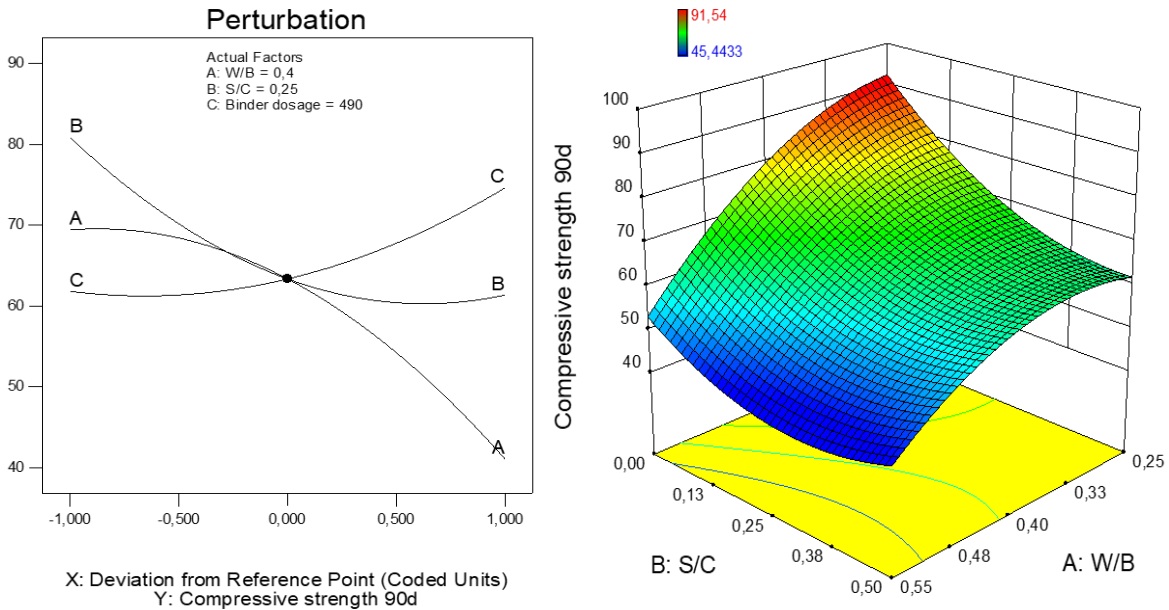 Perturbation
Actual Factors
A: W/B = 0,4
B: S/C = 0,25
C: Binder dosage = 490
90
80
70
60
50
40
B
A
C
C
B
A
-1,000
-0,500
0,000
0,500
1,000
X: Deviation from Reference Point (Coded Units)
Y: Compressive strength 90d
91,54
45,4433
Compressive strength 90d
100
90
80
70
60
50
40
0,00
0,13
0,25
0,38
0,50
B: S/C
0,55
0,48
0,40
0,33
0,25
A: W/B